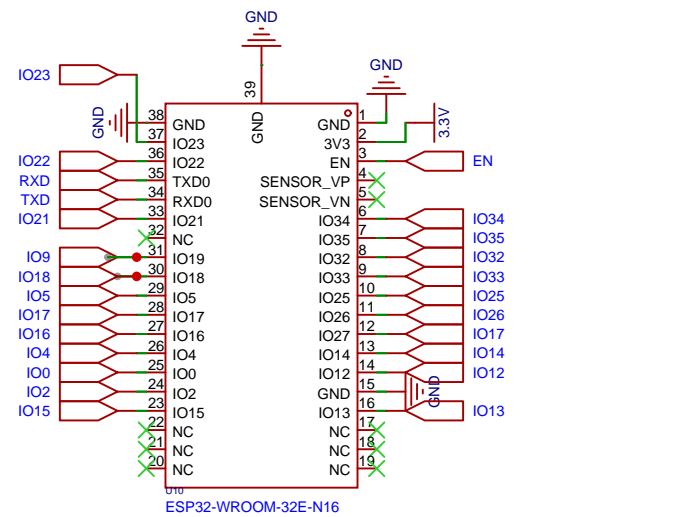 GND
GND
IO23
39
GND
GND
3.3V
38 GND GND 1
37 IO23 3V3 2
IO22 36 IO22 EN 3 EN
RXD 35 TXD0 SENSOR_VP 4
TXD 34 RXD0 SENSOR_VN 5
IO21 33 IO21 IO34 6 IO34
32 NC IO35 7 IO35
IO9 31 IO19 IO32 8 IO32
IO18 30 IO18 IO33 9 IO33
IO5 29 IO5 IO25 10 IO25
IO17 28 IO17 IO26 11 IO26
IO16 27 IO16 IO27 12 IO17
IO4 26 IO4 IO14 13 IO14
IO0 25 IO0 IO12 14 IO12
IO2 24 IO2 GND 15 GND
IO15 23 IO15 IO13 16 IO13
22 NC NC 17
21 NC NC 18
20 NC NC 19
U10
ESP32-WROOM-32E-N16